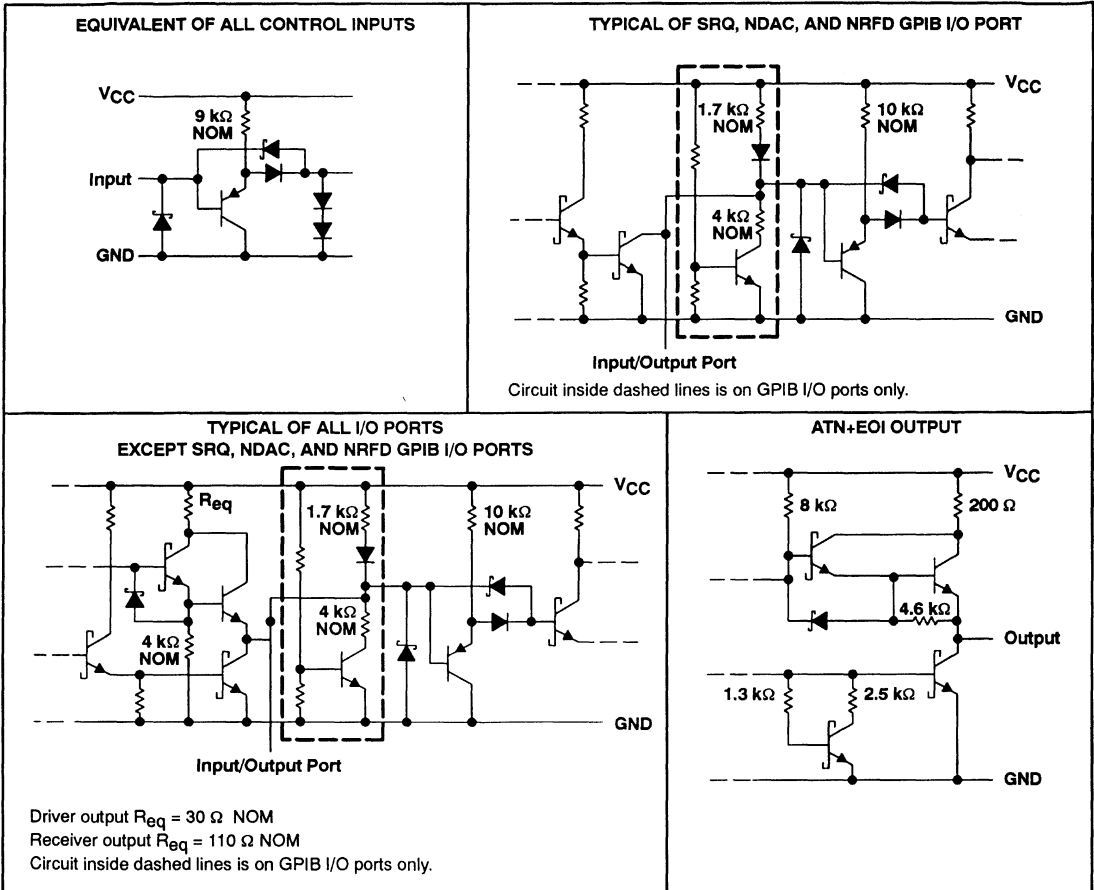 EQUIVALENT OF ALL CONTROL INPUTS
VCC
9 kΩ
NOM
Input
GND
TYPICAL OF SRQ, NDAC, AND NRFD GPIB I/O PORT
VCC
1.7 kΩ
NOM
10 kΩ
NOM
4 kΩ
NOM
GND
Input/Output Port
Circuit inside dashed lines is on GPIB I/O ports only.
TYPICAL OF ALL I/O PORTS
EXCEPT SRQ, NDAC, AND NRFD GPIB I/O PORTS
VCC
Req
1.7 kΩ
NOM
10 kΩ
NOM
4 kΩ
NOM
4 kΩ
NOM
GND
Input/Output Port
Driver output Req = 30 Ω NOM
Receiver output Req = 110 Ω NOM
Circuit inside dashed lines is on GPIB I/O ports only.
ATN+EOI OUTPUT
VCC
8 kΩ
200 Ω
4.6 kΩ
Output
1.3 kΩ
2.5 kΩ
GND